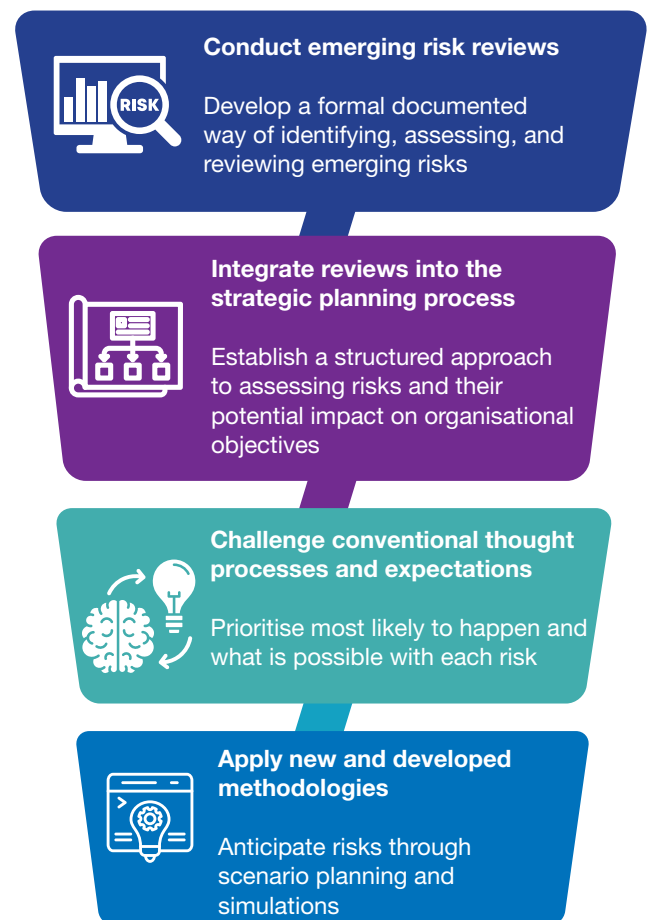 RISK
Conduct emerging risk reviews
Develop a formal documented
way of identifying, assessing, and
reviewing emerging risks
Integrate reviews into the
strategic planning process
Establish a structured approach
to assessing risks and their
potential impact on organisational
objectives
Challenge conventional thought
processes and expectations
Prioritise most likely to happen and
what is possible with each risk
Apply new and developed
methodologies
Anticipate risks through
scenario planning and
simulations